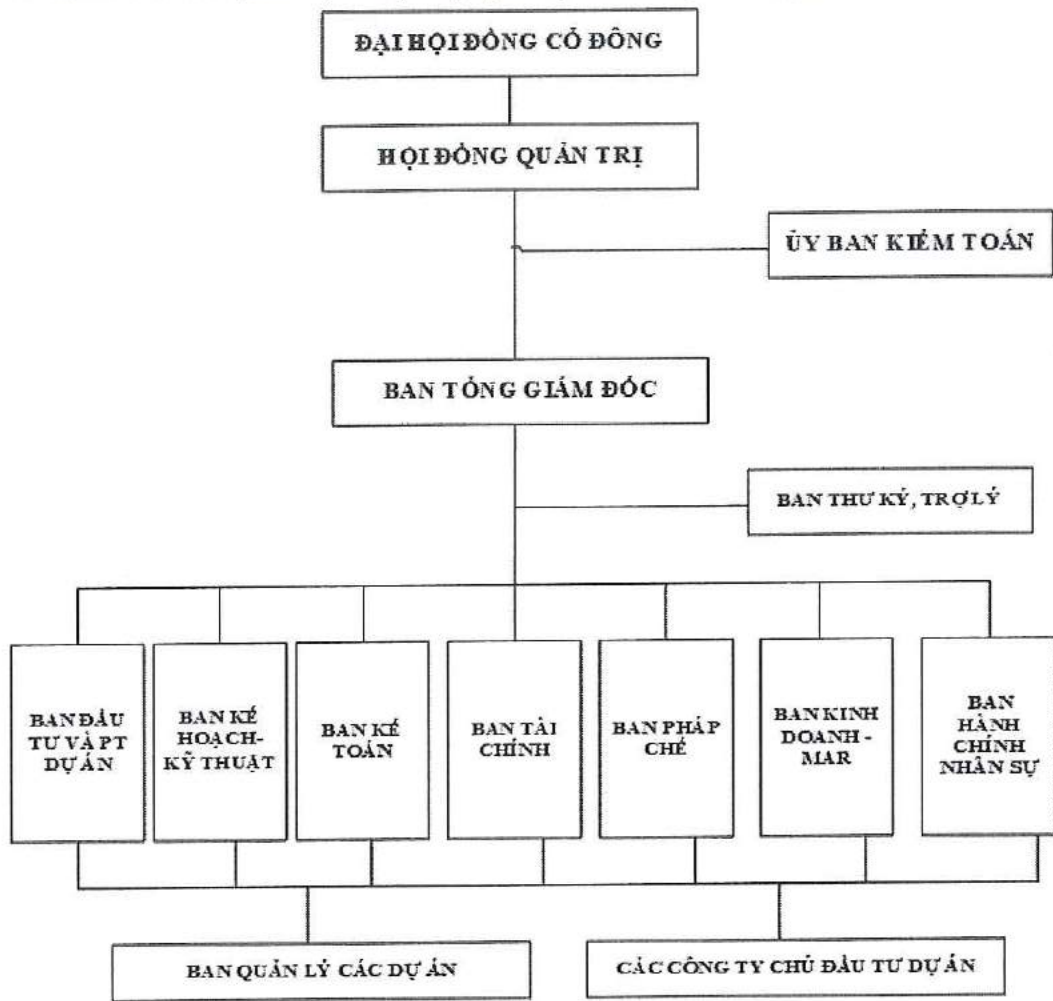 ĐẠI HỘI ĐỒNG CỔ ĐÔNG
HỘI ĐỒNG QUẢN TRỊ
ỦY BAN KIỂM TOÁN
BAN TỔNG GIÁM ĐỐC
BAN THƯ KÝ, TRỢ LÝ
BAN ĐẦU
TƯ VÀ PT
DỰ ÁN
BAN KẾ
HOẠCH-
KỸ THUẬT
BAN KẾ
TOÁN
BAN TÀI
CHÍNH
BAN PHÁP
CHẾ
BAN KINH
DOANH -
MAR
BAN
HÀNH
CHÍNH
NHÂN SỰ
BAN QUẢN LÝ CÁC DỰ ÁN
CÁC CÔNG TY CHỦ ĐẦU TƯ DỰ ÁN